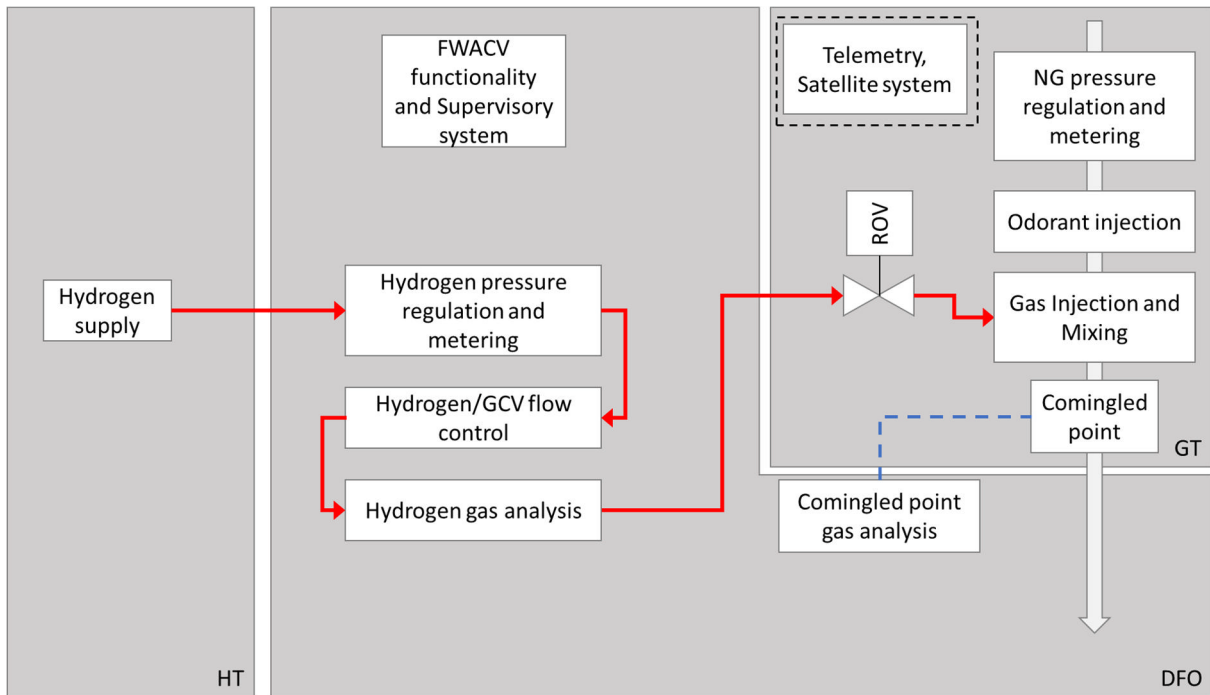 FWACV
functionality
and Supervisory
system
Telemetry,
Satellite system
NG pressure
regulation and
metering
ROV
Odorant injection
Hydrogen
supply
Hydrogen pressure
regulation and
metering
Gas Injection and
Mixing
Hydrogen/GCV flow
control
Comingled
point
GT
Hydrogen gas analysis
Comingled point
gas analysis
HT
DFO